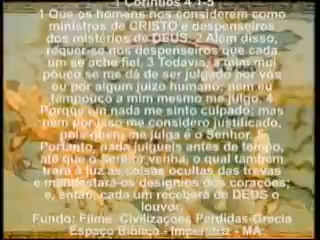 1 Coríntios 4.1-5
1 Que os homens nos considerem como
ministros de CRISTO e despenseiros
dos mistérios de DEUS. 2 Além disso,
requer-se nos despenseiros que cada
um se ache fiel. 3 Todavia, a mim mui
pouco se me dá de ser julgado por vós
ou por algum juízo humano; nem eu
tampouco a mim mesmo me julgo. 4
Porque em nada me sinto culpado; mas
nem por isso me considero justificado,
pois quem me julga é o Senhor. 5
Portanto, nada julgueis antes de tempo,
até que o Senhor venha, o qual também
trará à luz as coisas ocultas das trevas
e manifestará os desígnios dos corações;
e, então, cada um receberá de DEUS o
louvor.
Fundo: Filme Civilizações Perdidas-Grecia
Espaço Bíblico - Imperatriz - MA